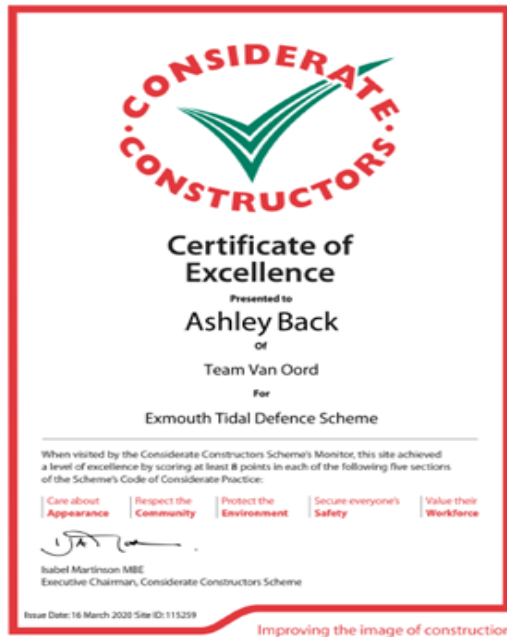 CONSIDERATE
·CONSTRUCTORS·
Certificate of
Excellence
Presented to
Ashley Back
Of
Team Van Oord
For
Exmouth Tidal Defence Scheme
When visited by the Considerate Constructors Scheme's Monitor, this site achieved
a level of excellence by scoring at least 8 points in each of the following five sections
of the Scheme's Code of Considerate Practice:
Care about
Appearance
Respect the
Community
Protect the
Environment
Secure everyone's
Safety
Value their
Workforce
Isabel Martinson MBE
Executive Chairman, Considerate Constructors Scheme
Issue Date: 16 March 2020 Site ID: 115259
Improving the image of construction